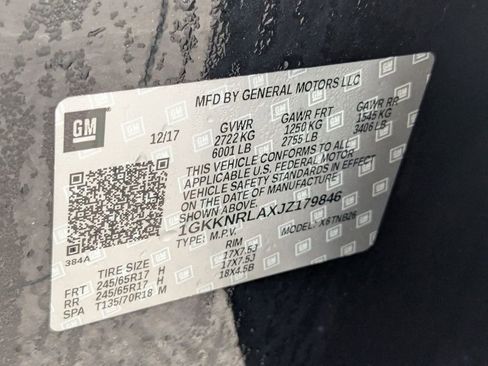 MFD BY GENERAL MOTORS LLC
GM
12/17 GVWR GAWR FRT GAWR RR
2722 KG 1250 KG 1545 KG
6001 LB 2755 LB 3406 LB
THIS VEHICLE CONFORMS TO ALL
APPLICABLE U.S. FEDERAL MOTOR
VEHICLE SAFETY STANDARDS IN EFFECT
ON THE DATE OF MANUFACTURE
SHOWN ABOVE.
1GKKNRLAXJZ179846
TYPE: M.P.V. MODEL: X6TNB26
384A
TIRE SIZE RIM
FRT 245/65R17 H 17X7.5J
RR 245/65R17 H 17X7.5J
SPA T135/70R18 M 18X4.5B